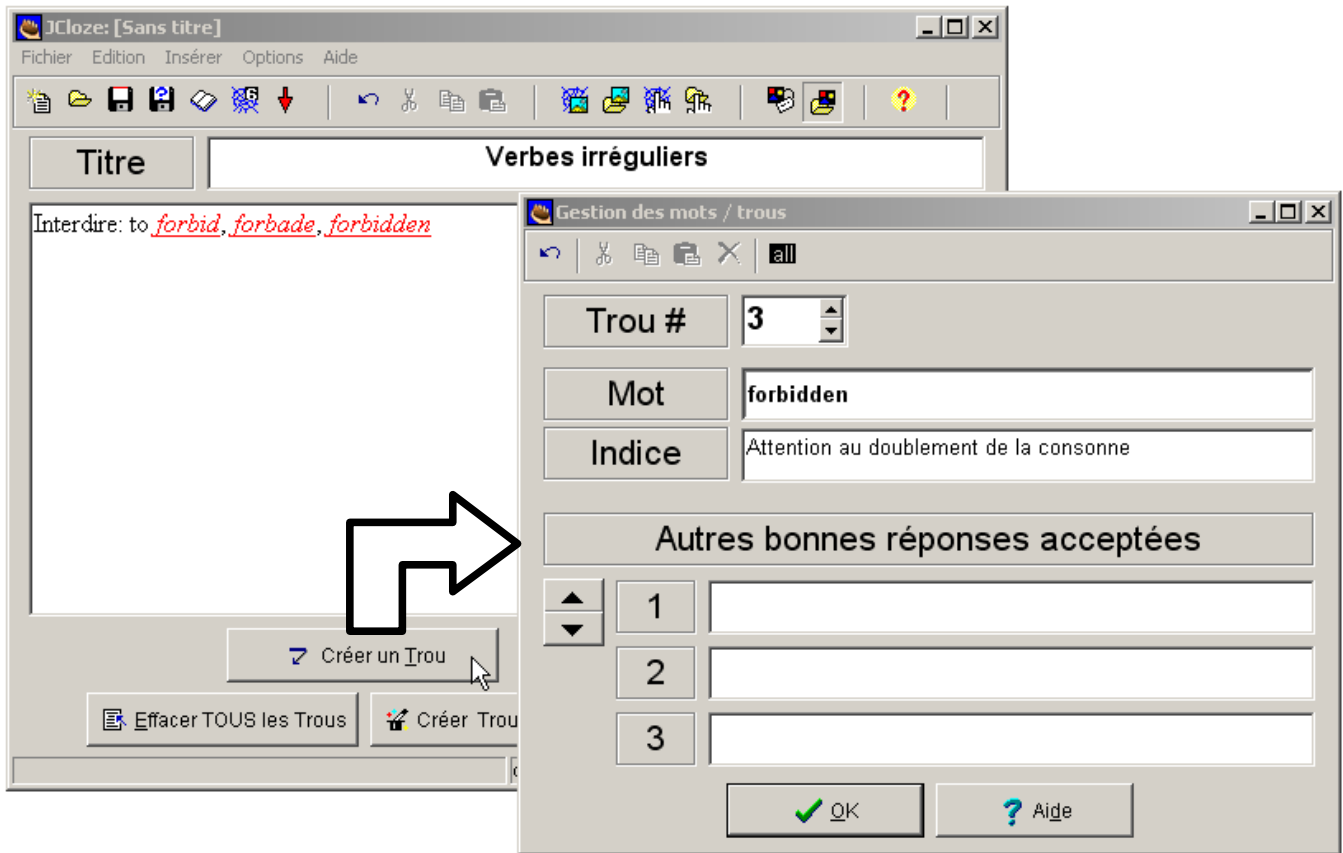 JCloze: [Sans titre]
Fichier Edition Insérer Options Aide
Titre
Verbes irréguliers
Interdire: to forbid, forbade, forbidden
Créer un Trou
Effacer TOUS les Trous
Créer Trou
Gestion des mots / trous
all
Trou #
3
Mot
forbidden
Indice
Attention au doublement de la consonne
Autres bonnes réponses acceptées
1
2
3
OK
Aide